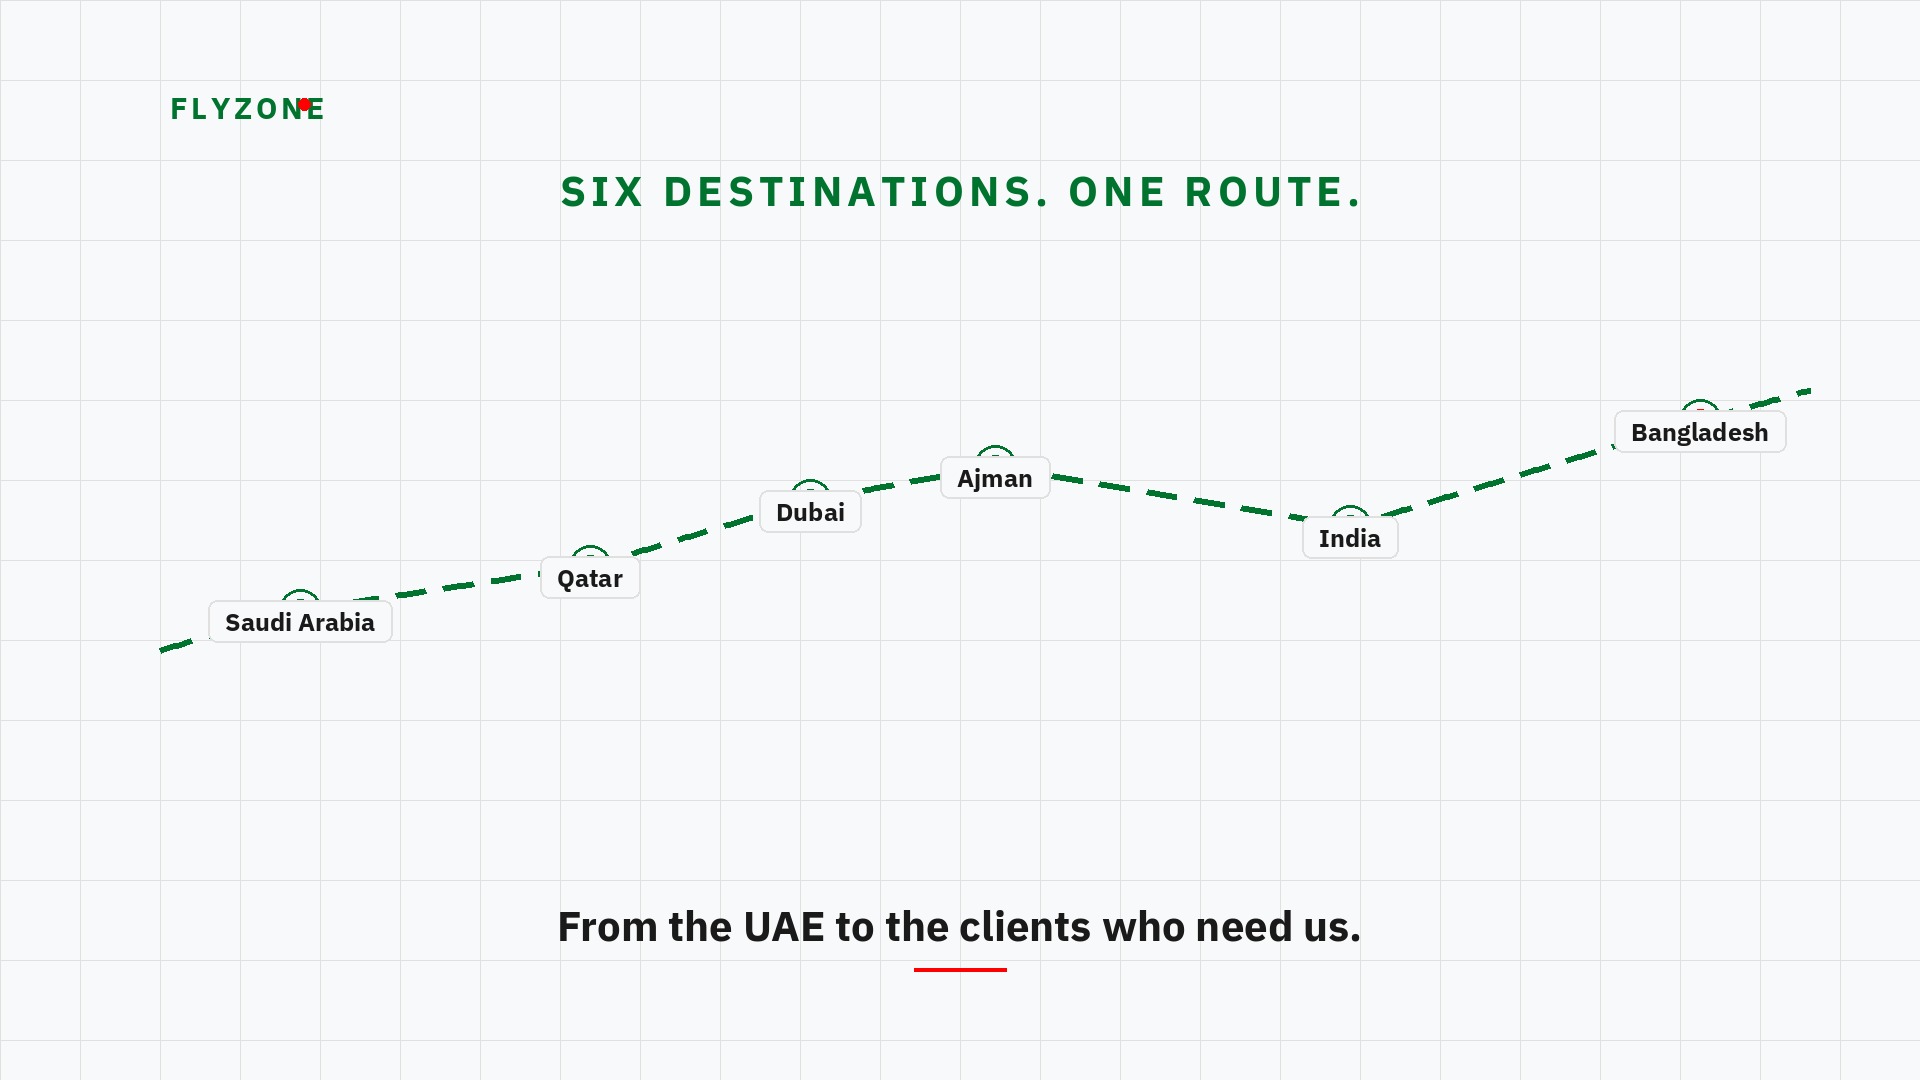 FLYZONE
SIX DESTINATIONS. ONE ROUTE.
Saudi Arabia
Qatar
Dubai
Ajman
India
Bangladesh
From the UAE to the clients who need us.